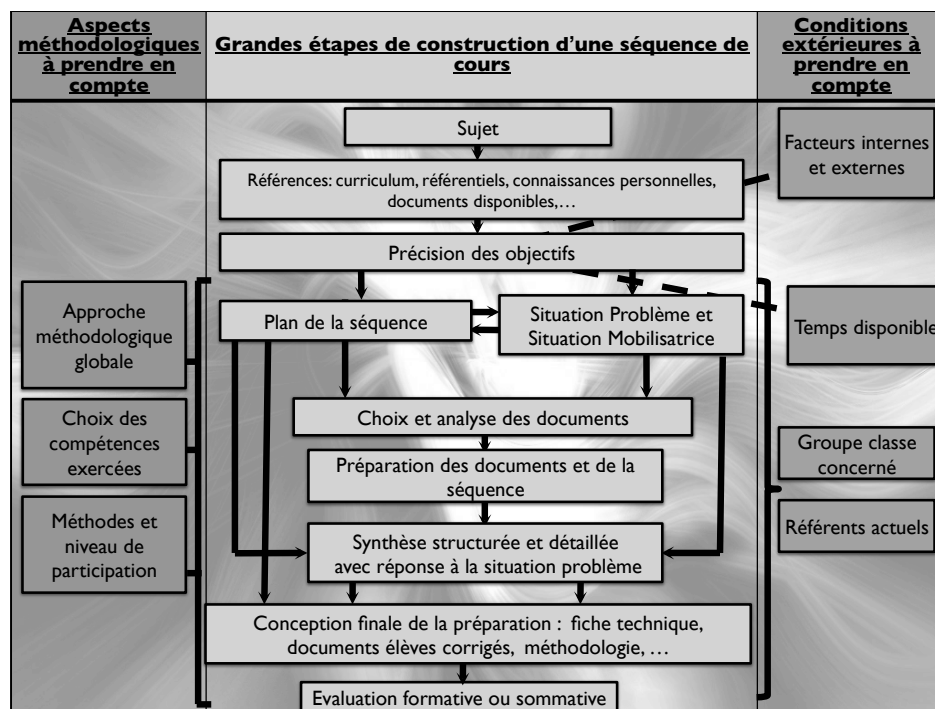 Aspects
méthodologiques
à prendre en
compte
Grandes étapes de construction d'une séquence de
cours
Conditions
extérieures à
prendre en
compte
Sujet
Références: curriculum, référentiels, connaissances personnelles,
documents disponibles,...
Précision des objectifs
Plan de la séquence
Situation Problème et
Situation Mobilisatrice
Choix et analyse des documents
Préparation des documents et de la
séquence
Synthèse structurée et détaillée
avec réponse à la situation problème
Conception finale de la préparation : fiche technique,
documents élèves corrigés, méthodologie, ...
Evaluation formative ou sommative
Approche
méthodologique
globale
Choix des
compétences
exercées
Méthodes et
niveau de
participation
Facteurs internes
et externes
Temps disponible
Groupe classe
concerné
Référents actuels